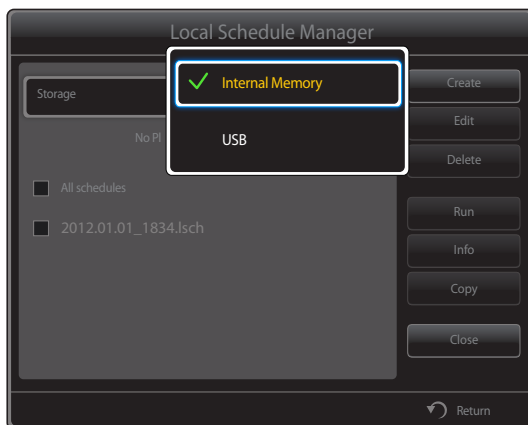 Local Schedule Manager
Storage
Internal Memory
USB
No Pl
All schedules
2012.01.01_1834.lsch
Create
Edit
Delete
Run
Info
Copy
Close
Return